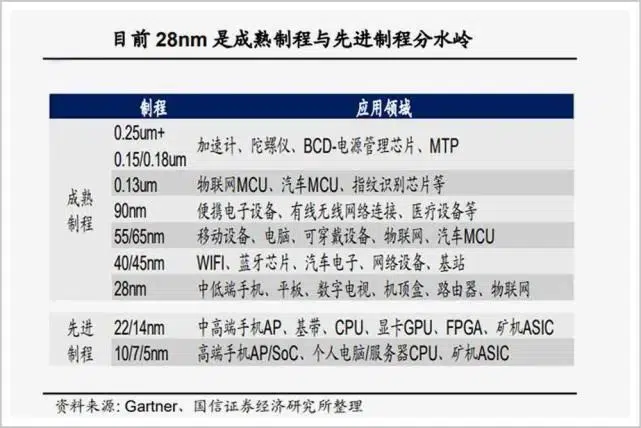 目前 28nm 是成熟制程与先进制程分水岭
制程 应用领域
成熟制程
0.25um+
0.15/0.18um 加速计、陀螺仪、BCD-电源管理芯片、MTP
0.13um 物联网MCU、汽车MCU、指纹识别芯片等
90nm 便携电子设备、有线无线网络连接、医疗设备等
55/65nm 移动设备、电脑、可穿戴设备、物联网、汽车MCU
40/45nm WIFI、蓝牙芯片、汽车电子、网络设备、基站
28nm 中低端手机、平板、数字电视、机顶盒、路由器、物联网
先进制程
22/14nm 中高端手机AP、基带、CPU、显卡GPU、FPGA、矿机ASIC
10/7/5nm 高端手机AP/SoC、个人电脑/服务器CPU、矿机ASIC
资料来源: Gartner、国信证券经济研究所整理